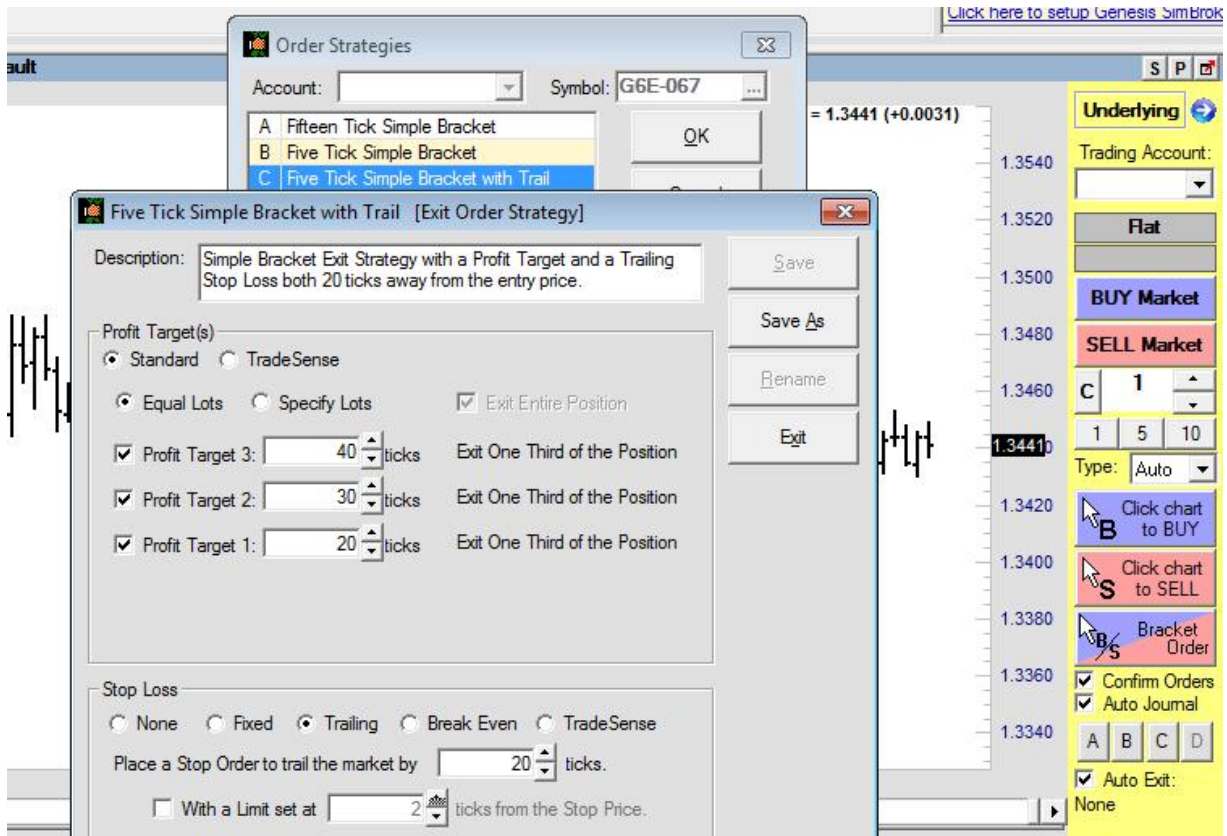 Click here to setup Genesis SimBrok
Order Strategies
ault
S P
Account:
Symbol: G6E-067 ...
= 1.3441 (+0.0031)
A Fifteen Tick Simple Bracket
B Five Tick Simple Bracket
C Five Tick Simple Bracket with Trail
OK
Five Tick Simple Bracket with Trail [Exit Order Strategy]
Description: Simple Bracket Exit Strategy with a Profit Target and a Trailing
Stop Loss both 20 ticks away from the entry price.
Save
Save As
Rename
Exit
Profit Target(s)
Standard TradeSense
Equal Lots Specify Lots Exit Entire Position
Profit Target 3: 40 ticks Exit One Third of the Position
Profit Target 2: 30 ticks Exit One Third of the Position
Profit Target 1: 20 ticks Exit One Third of the Position
Stop Loss
None Fixed Trailing Break Even TradeSense
Place a Stop Order to trail the market by 20 ticks.
With a Limit set at 2 ticks from the Stop Price.
1.3540
1.3520
1.3500
1.3480
1.3460
1.3441
1.3420
1.3400
1.3380
1.3360
1.3340
Underlying
Trading Account:
Flat
BUY Market
SELL Market
C 1
1 5 10
Type: Auto
B Click chart
to BUY
S Click chart
to SELL
B/S Bracket
Order
Confirm Orders
Auto Journal
A B C D
Auto Exit:
None